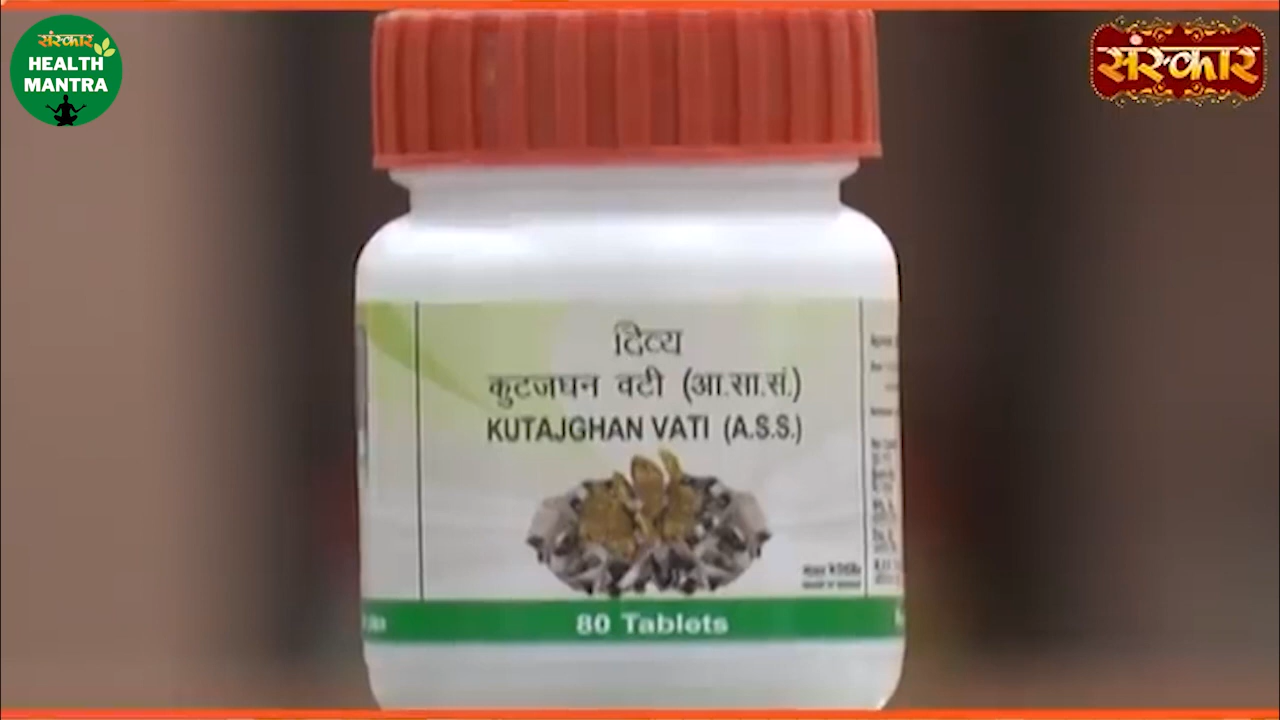 संस्कार
HEALTH
MANTRA
संस्कार
दिव्य
कुटजघन वटी (आ.सा.सं.)
KUTAJGHAN VATI (A.S.S.)
80 Tablets